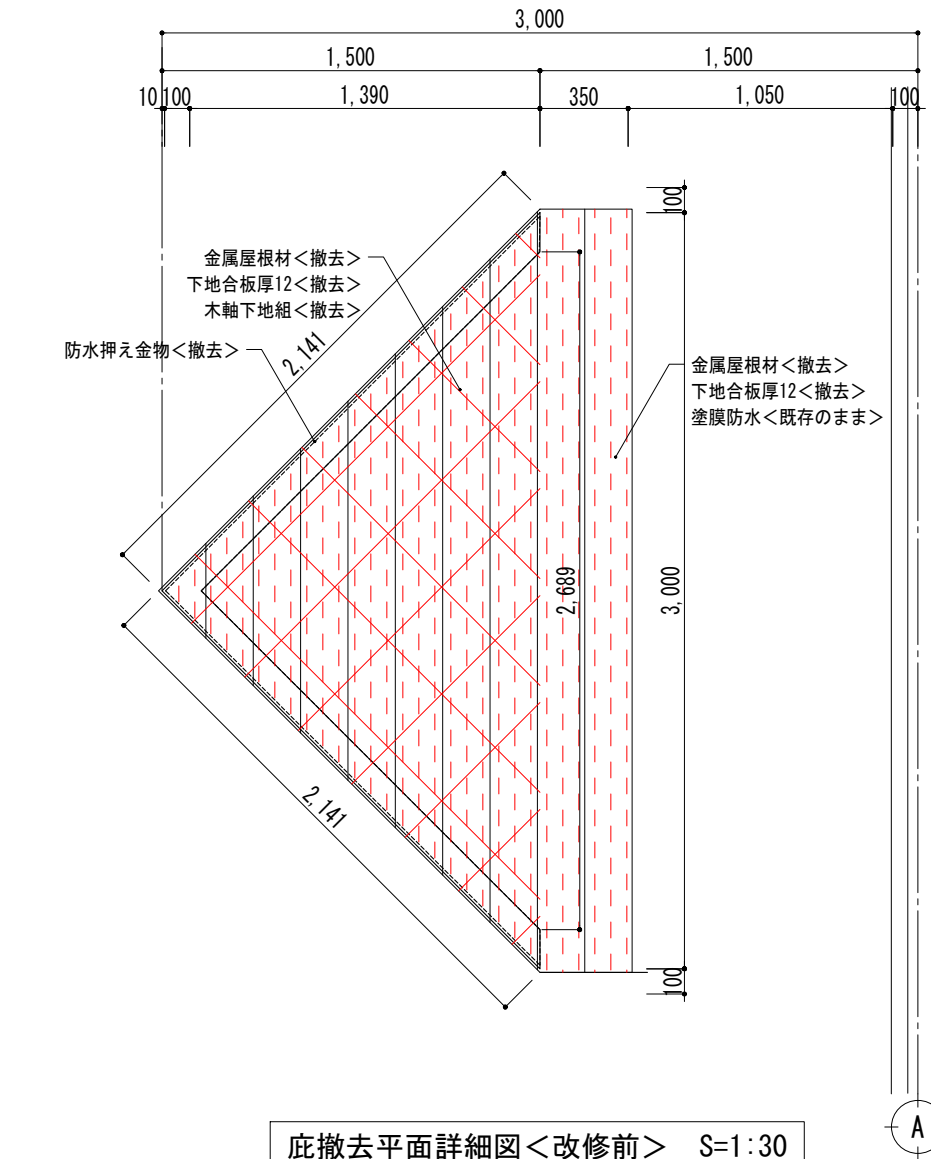 3,000
1,500
1,500
10
100
1,390
350
1,050
100
100
2,141
金属屋根材<撤去>
下地合板厚12<撤去>
木軸下地組<撤去>
防水押え金物<撤去>
金属屋根材<撤去>
下地合板厚12<撤去>
塗膜防水<既存のまま>
2,689
3,000
2,141
100
A
庇撤去平面詳細図<改修前> S=1:30